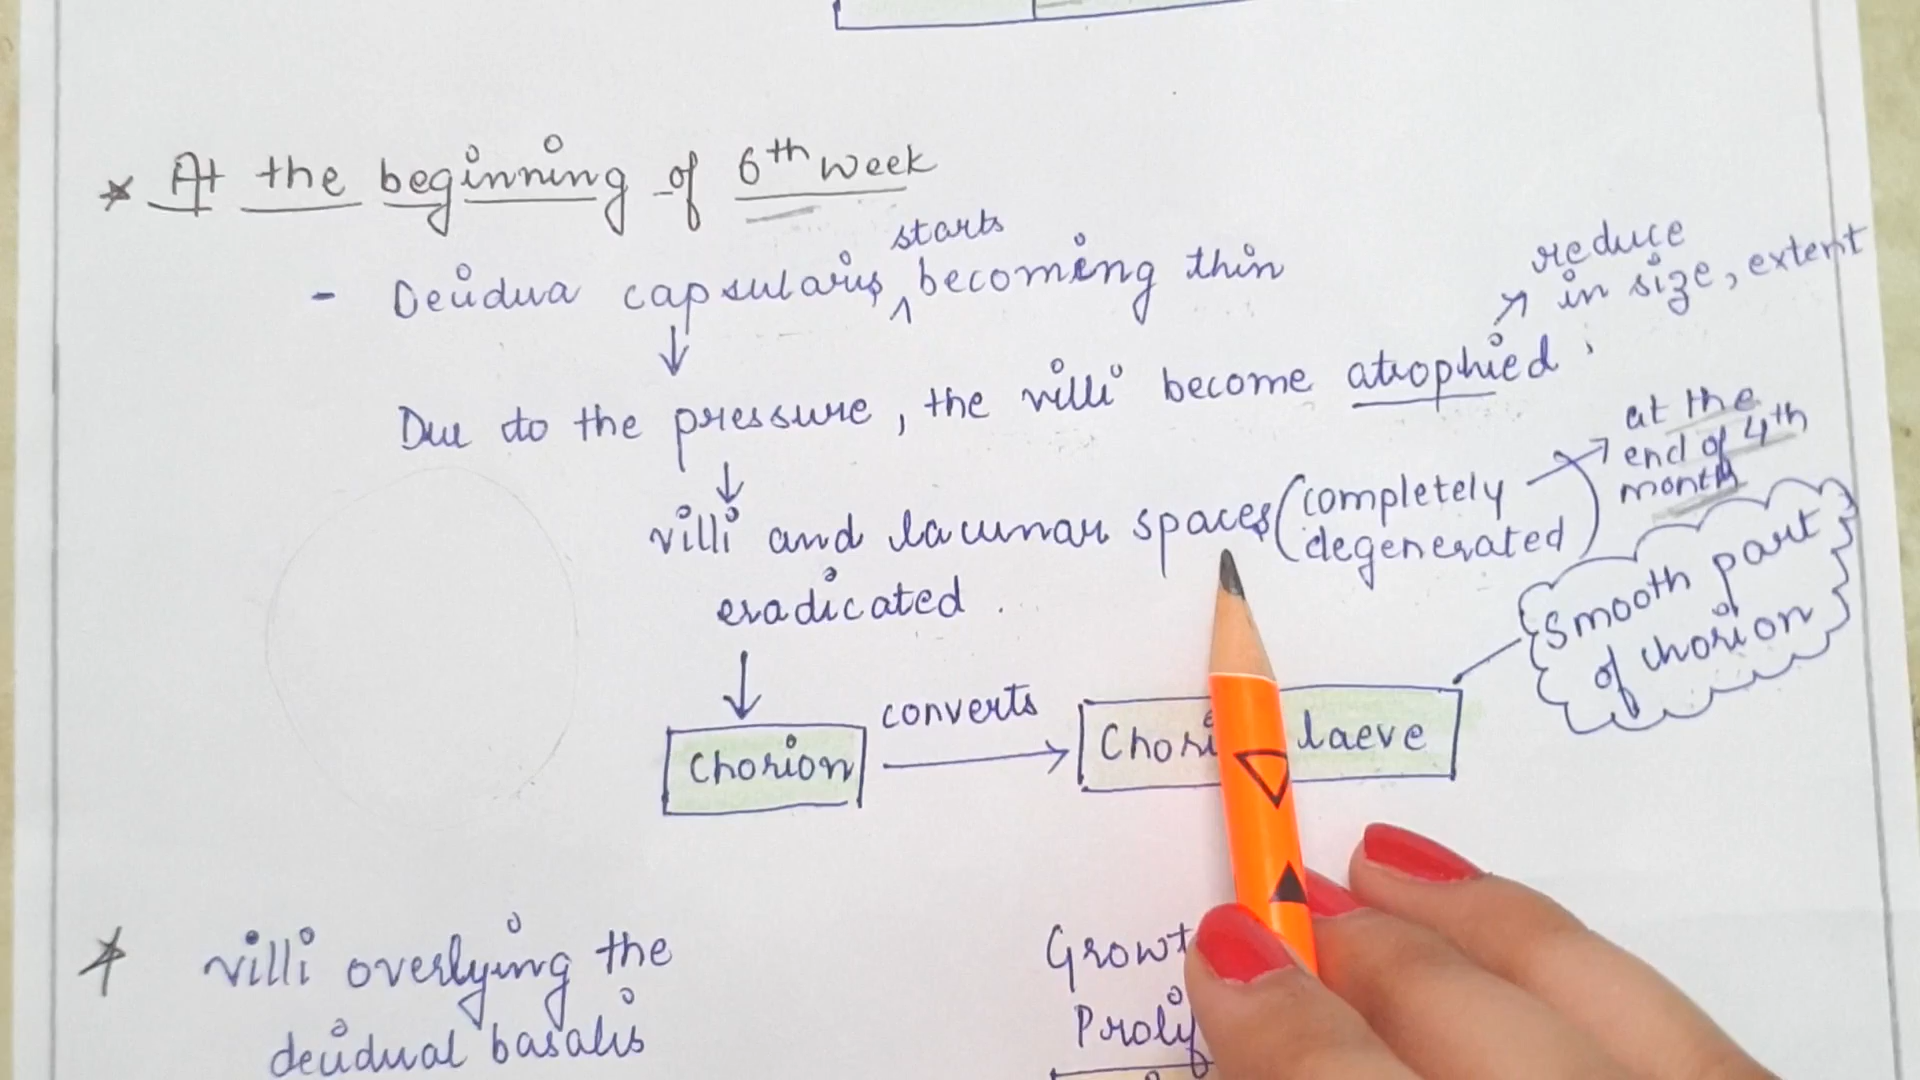 * At the beginning of 6th week
- Decidua capsularis, starts becoming thin
↓
reduce
in size, extent
Due to the pressure, the villi become atrophied.
↓
at the
end of 4th
month
villi and lacunar spaces (completely degenerated)
eradicated.
↓
Smooth part
of chorion
Chorion converts → laeve
* villi overlying the
decidual basalis